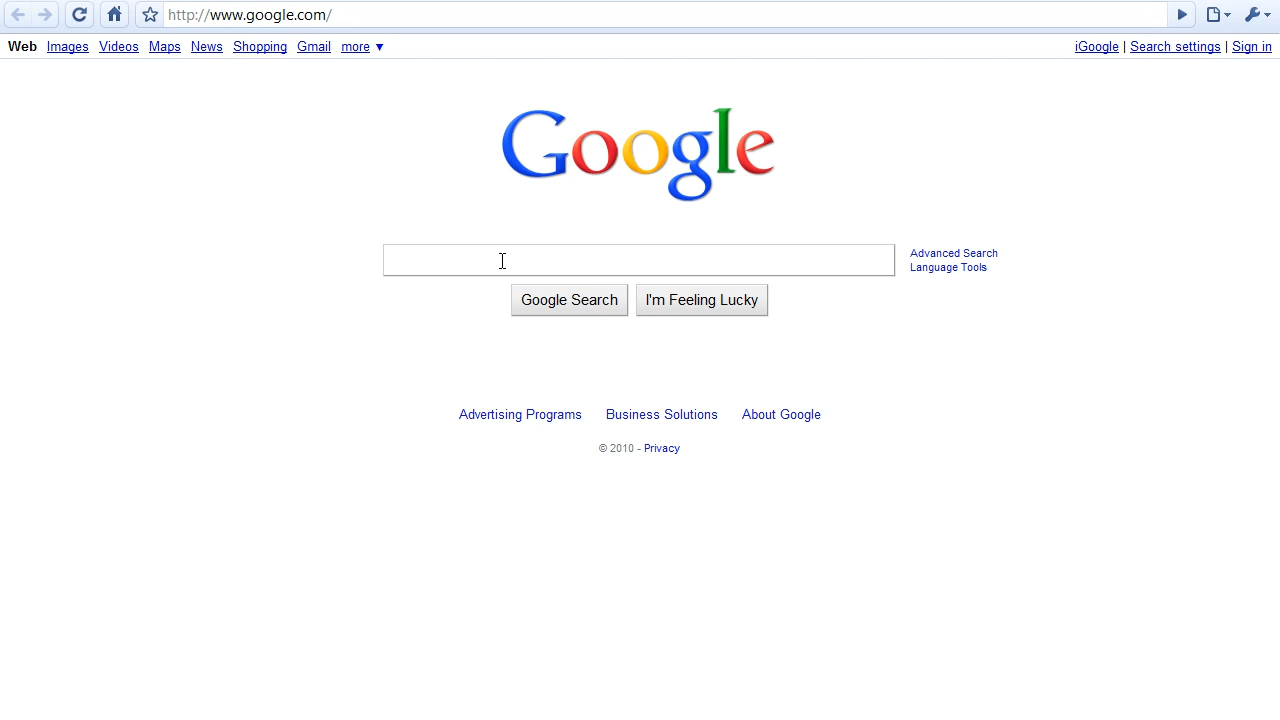 http://www.google.com/
Web Images Videos Maps News Shopping Gmail more ▼ iGoogle | Search settings | Sign in
Google
Advanced Search
Language Tools
Google Search I'm Feeling Lucky
Advertising Programs Business Solutions About Google
© 2010 - Privacy